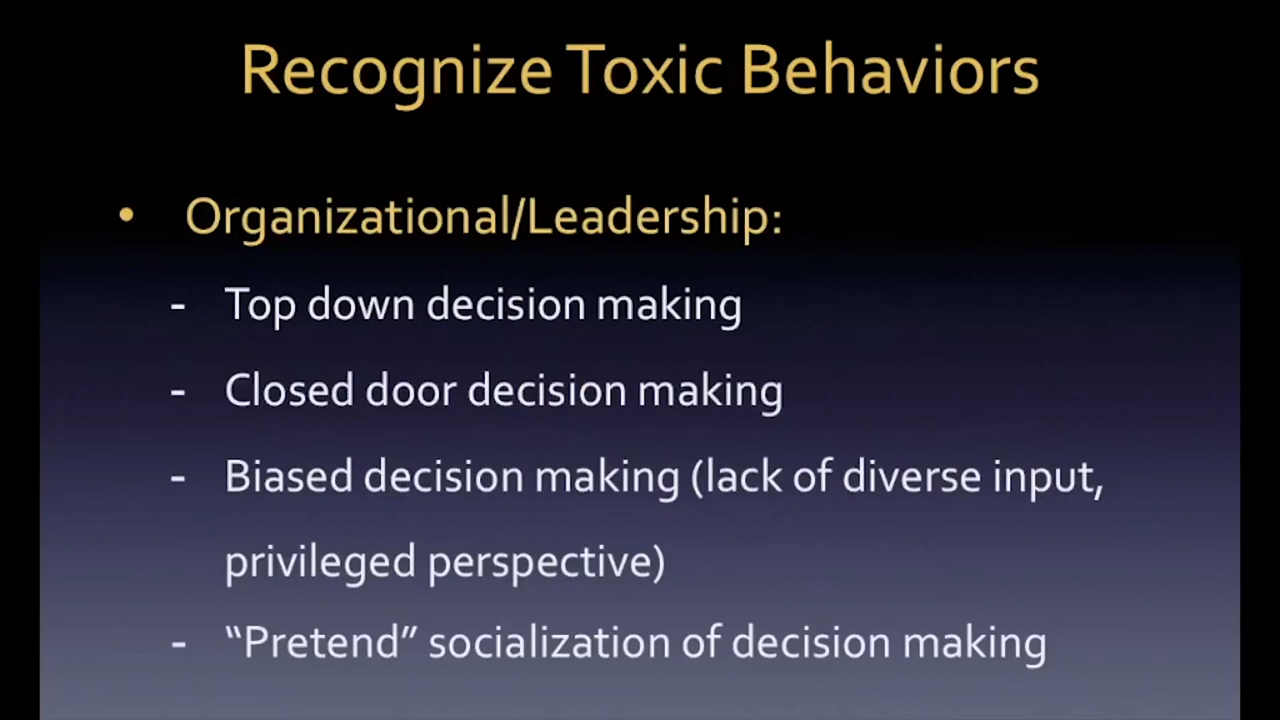 Recognize Toxic Behaviors
• Organizational/Leadership:
- Top down decision making
- Closed door decision making
- Biased decision making (lack of diverse input,
privileged perspective)
- “Pretend” socialization of decision making